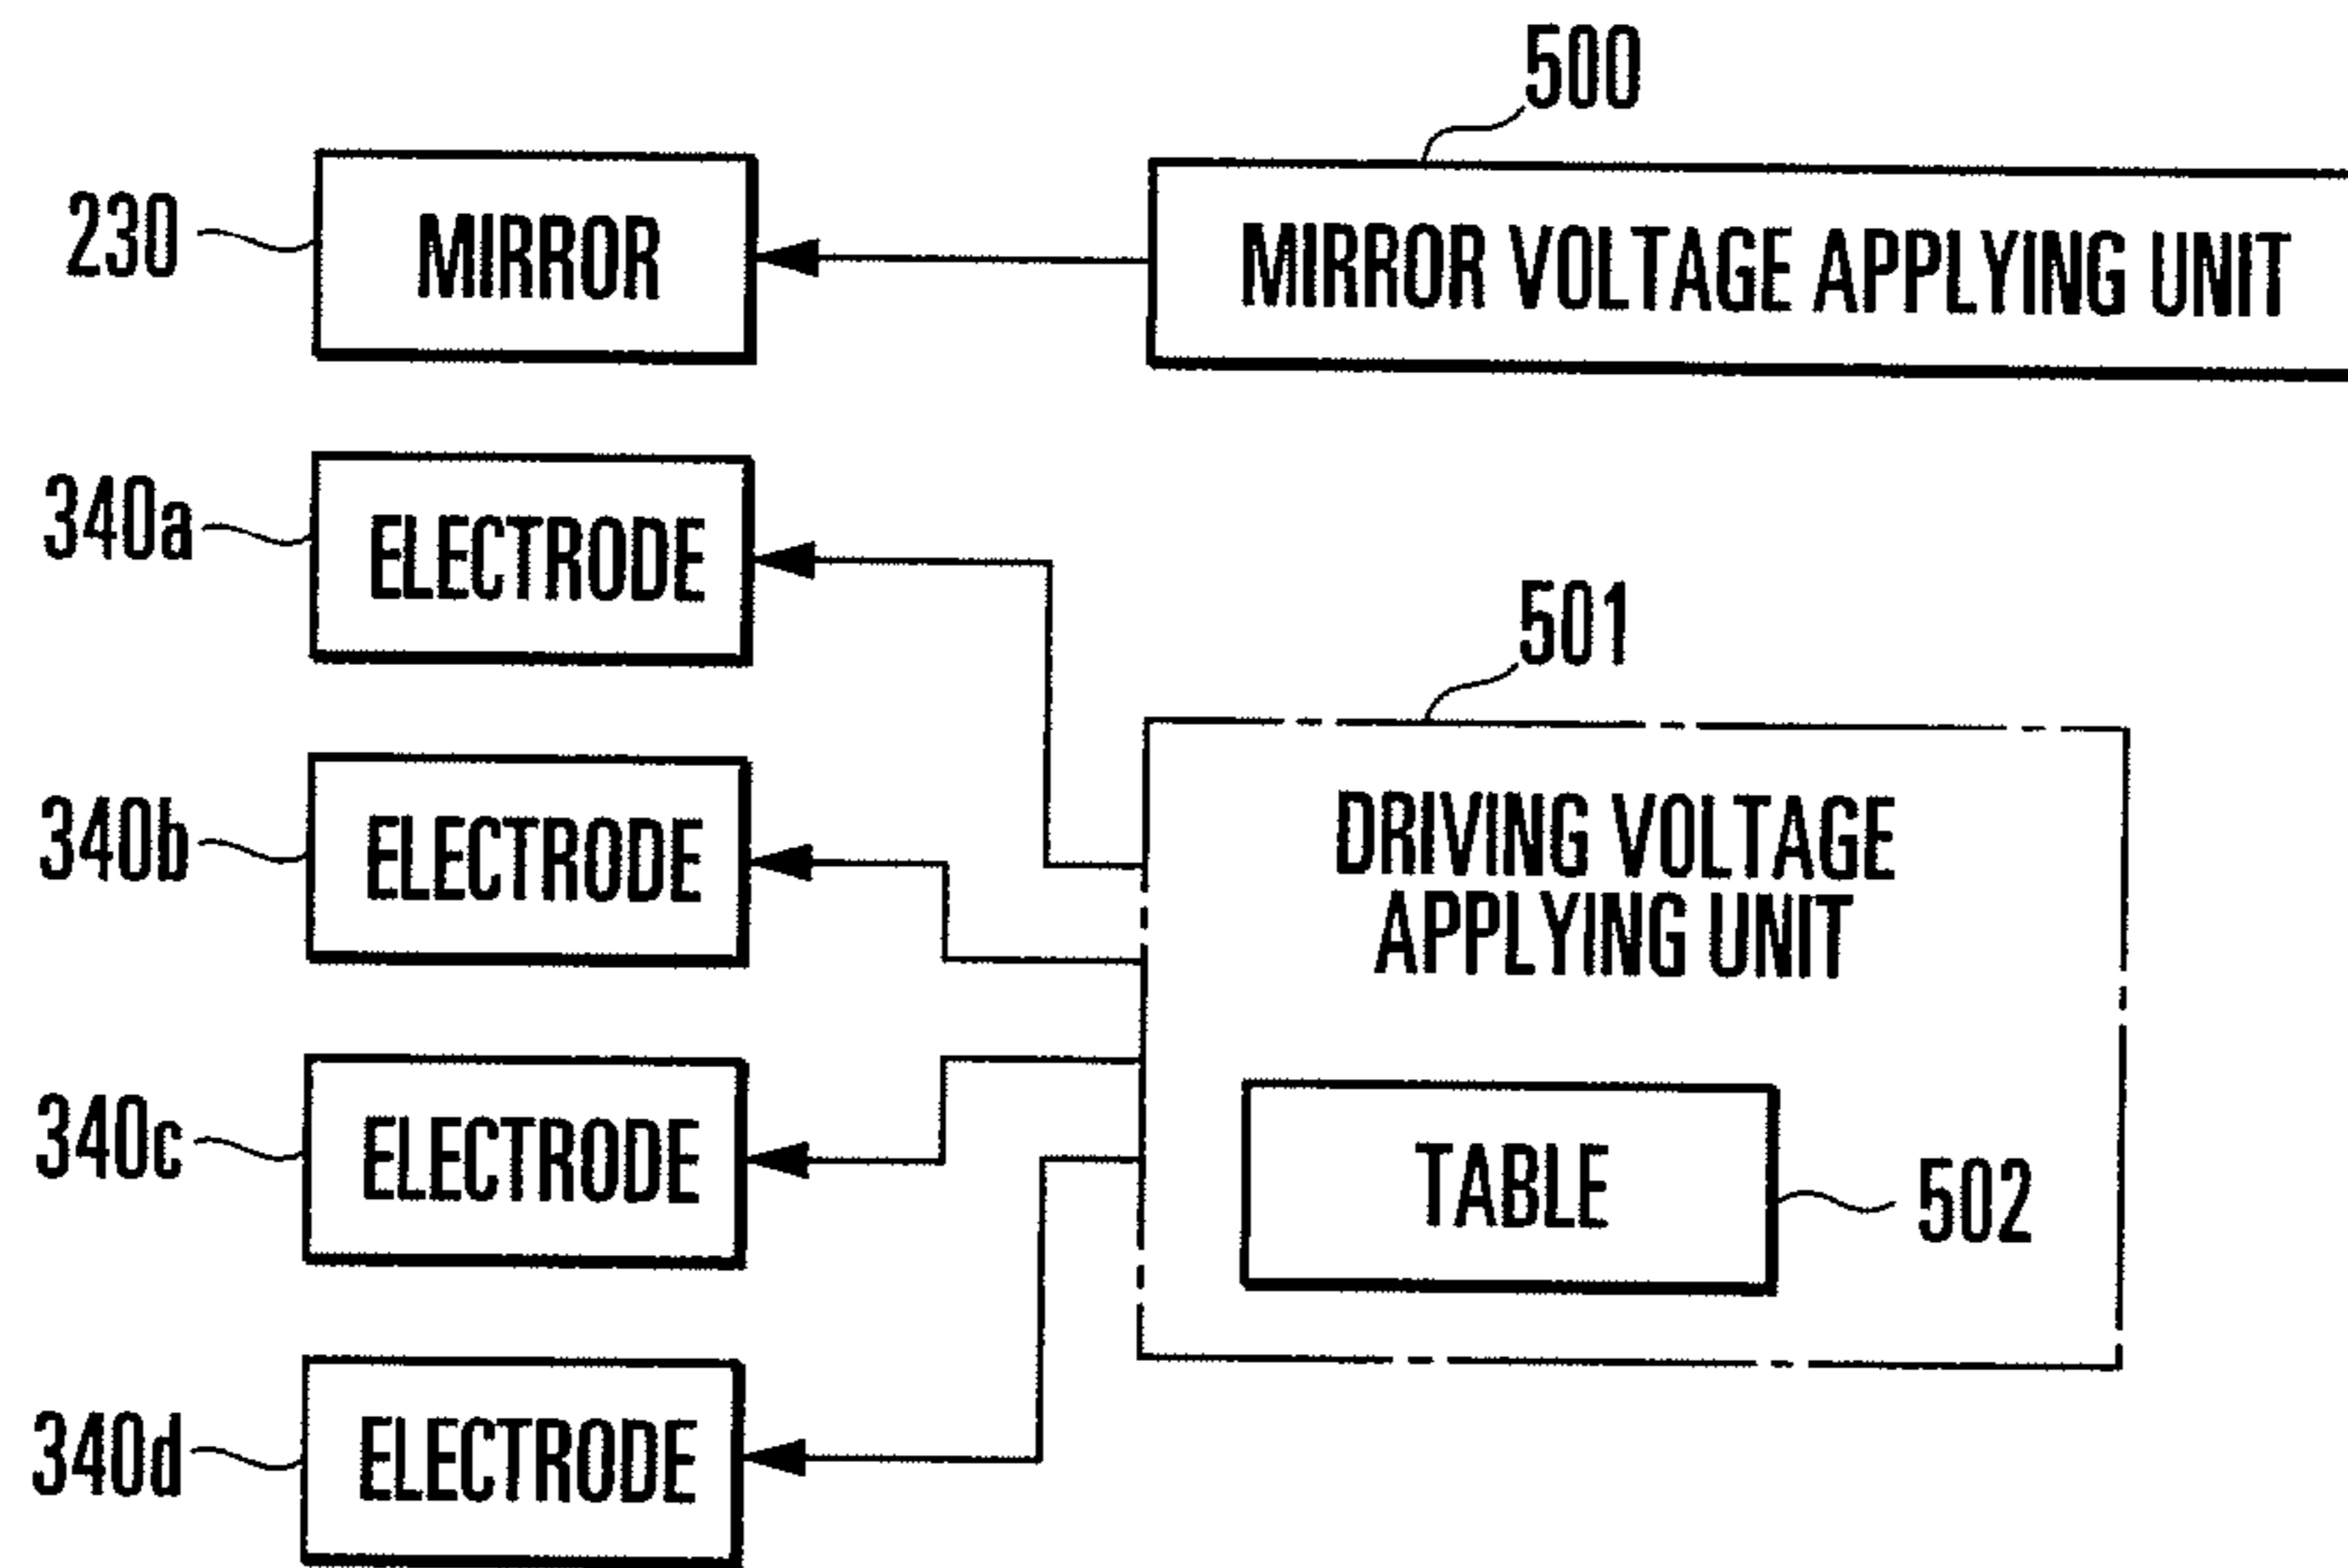 500
230
MIRROR
MIRROR VOLTAGE APPLYING UNIT
340a
ELECTRODE
501
340b
ELECTRODE
DRIVING VOLTAGE
APPLYING UNIT
340c
ELECTRODE
TABLE
502
340d
ELECTRODE